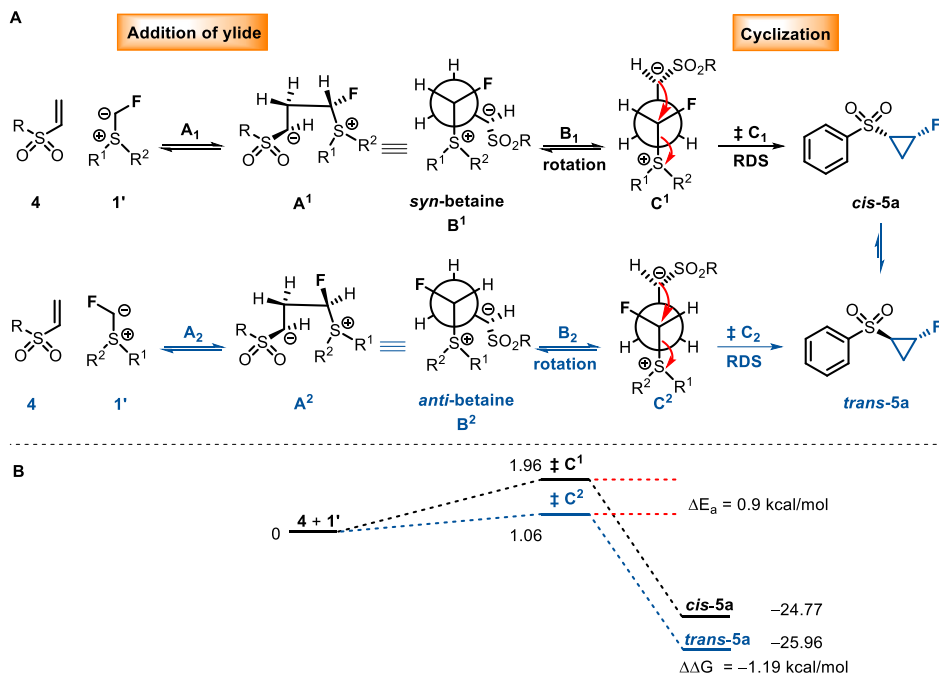 A
Addition of ylide
Cyclization
R S O O
4
F ⊖ S ⊕ R1 R2
1'
A1
H H H F R S O O H ⊖ S ⊕ R1 R2
A1
H F H H H ⊖ S ⊕ SO2R R1 R2
syn-betaine
B1
B1
rotation
H ⊖ SO2R H F H H S ⊕ R1 R2
C1
‡ C1
RDS
O O S F
cis-5a
R S O O
4
F ⊖ S ⊕ R2 R1
1'
A2
H H F H R S O O H ⊖ S ⊕ R2 R1
A2
H F H H H ⊖ S ⊕ SO2R R2 R1
anti-betaine
B2
B2
rotation
H ⊖ SO2R F H H H S ⊕ R2 R1
C2
‡ C2
RDS
O O S F
trans-5a
B
0
4 + 1'
1.96
‡ C1
‡ C2
1.06
ΔEa = 0.9 kcal/mol
cis-5a –24.77
trans-5a –25.96
ΔΔG = –1.19 kcal/mol